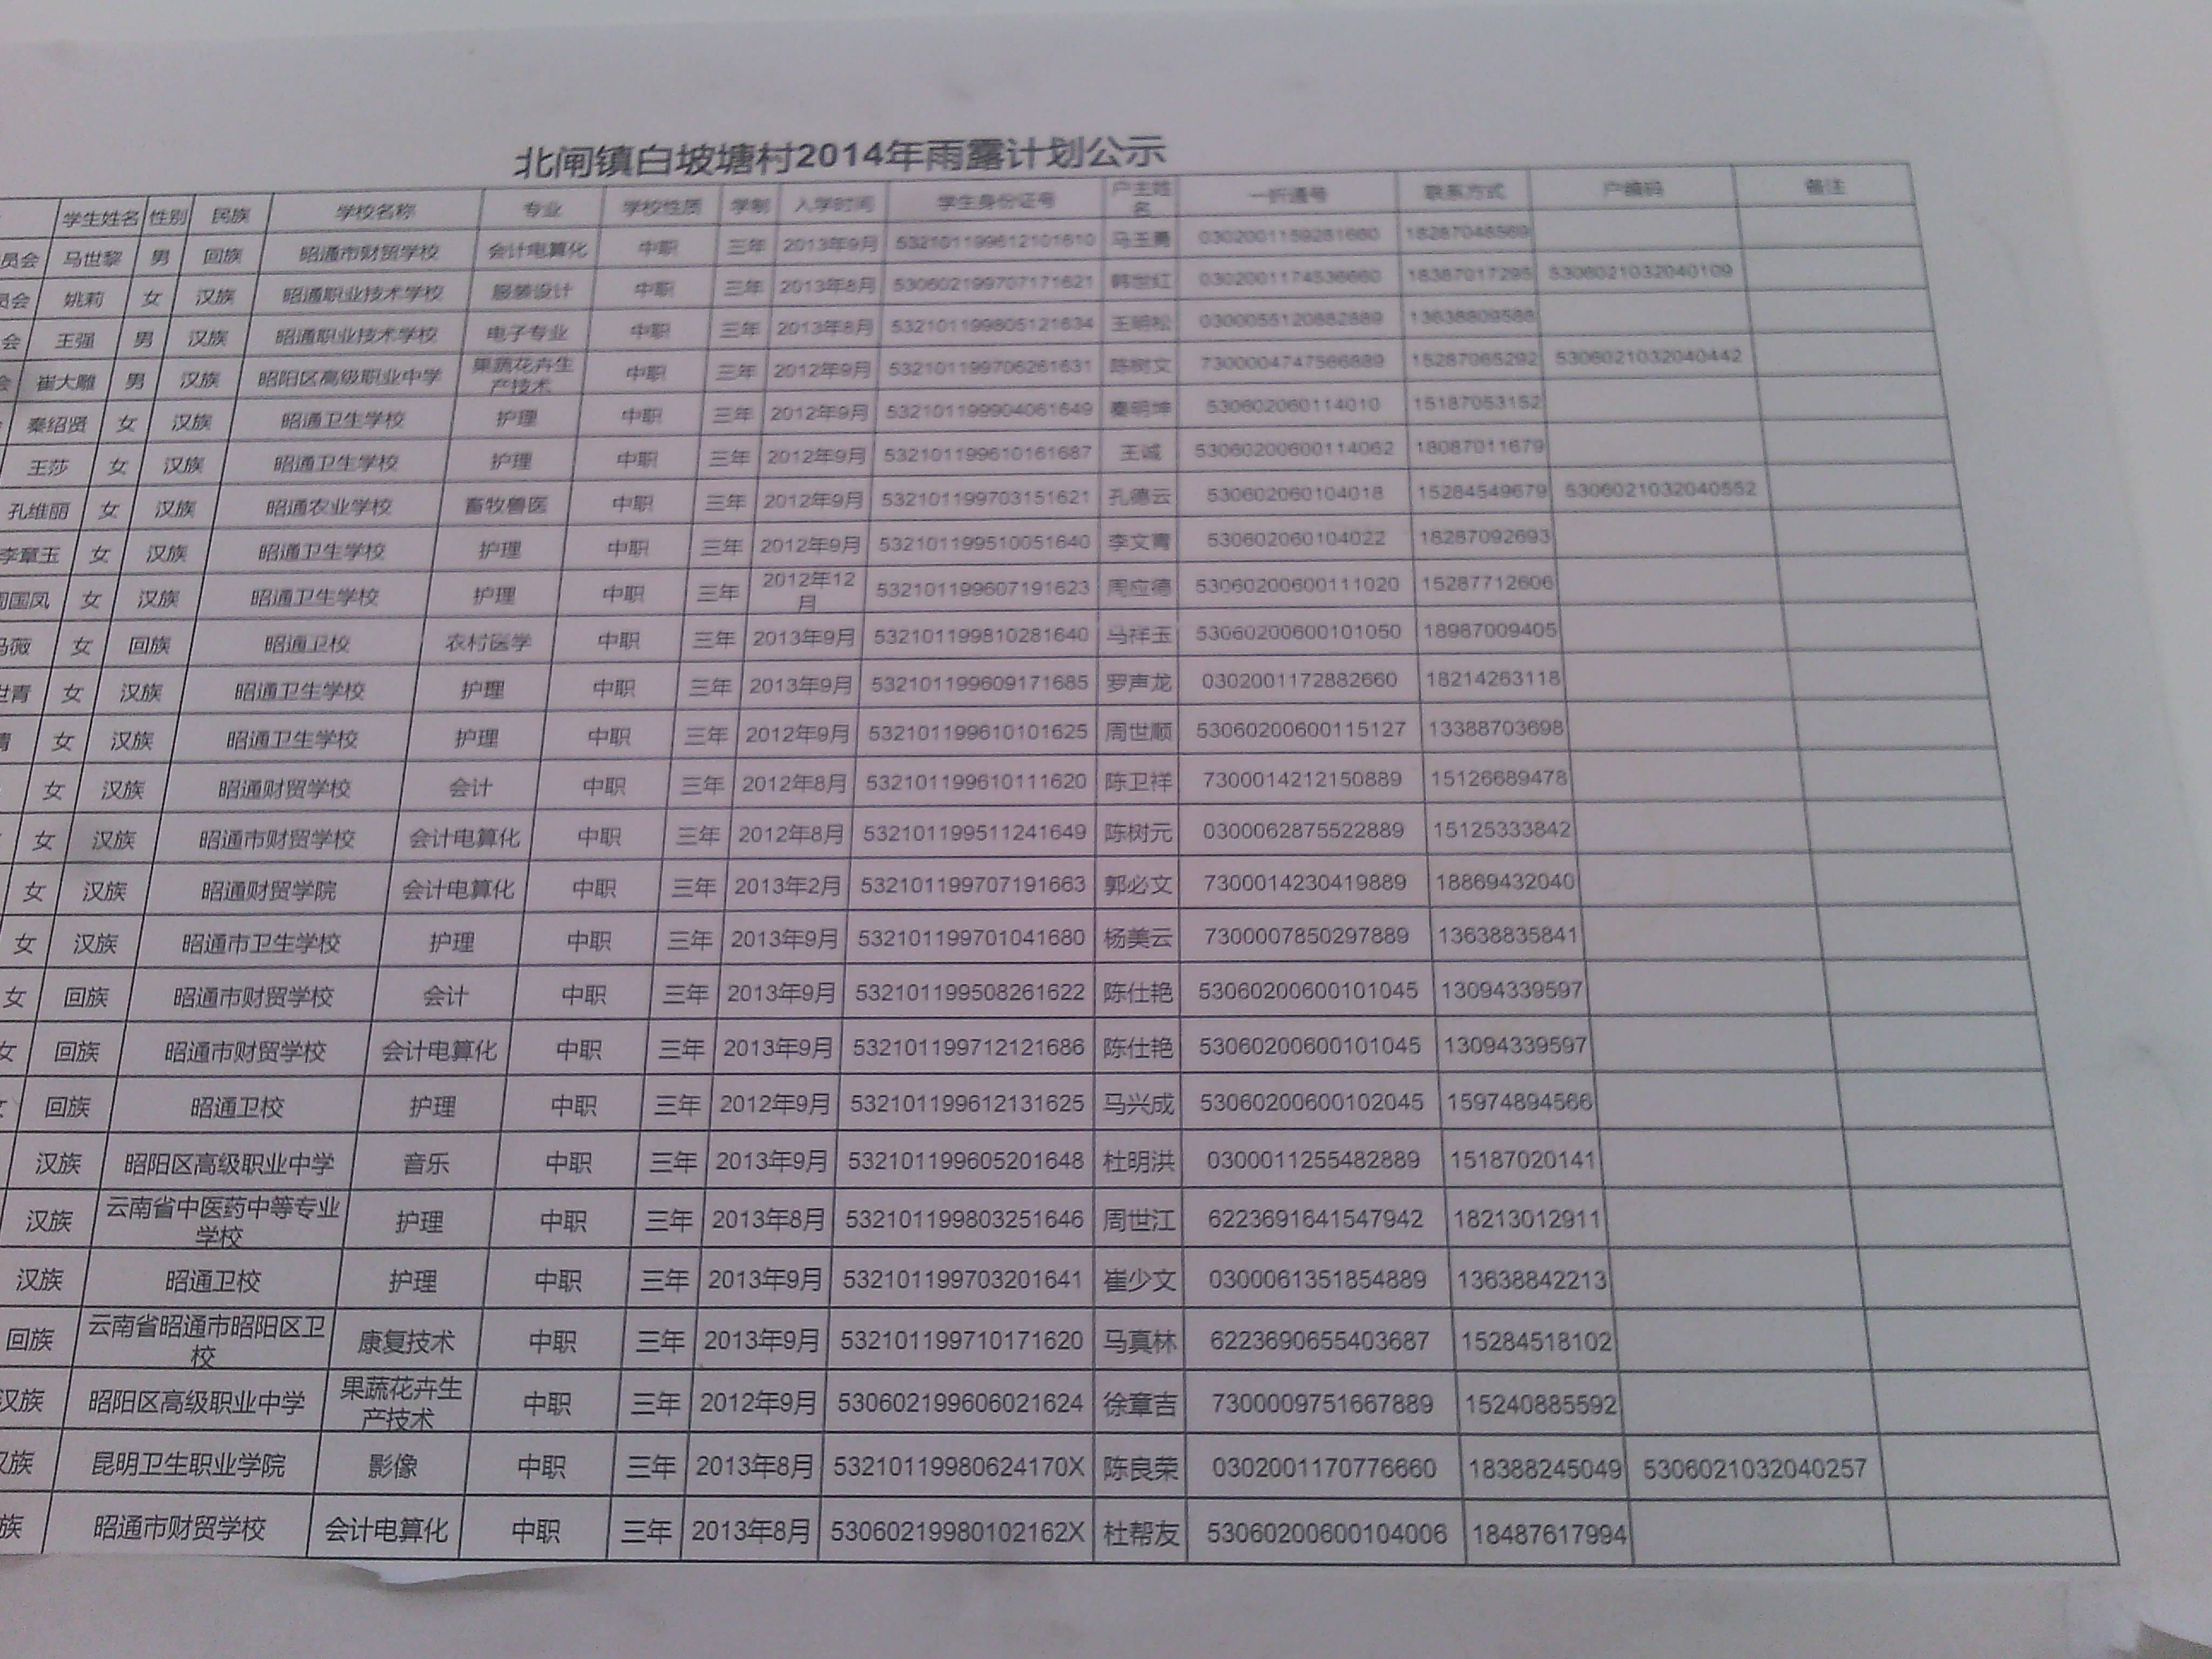 北闸镇白坡塘村2014年雨露计划公示
学生姓名 性别 民族 学校名称 专业 学校性质 学制 入学时间 学生身份证号 户主姓名 一折通号 联系方式 户编码 备注
员会 马世黎 男 回族 昭通市财贸学校 会计电算化 中职 三年 2013年9月 532101199612101610 马玉勇 0302001159281660
员会 姚莉 女 汉族 昭通职业技术学校 服装设计 中职 三年 2013年8月 530602199707171621 韩世红 0302001174536660 18387017295 5306021032040109
会 王强 男 汉族 昭通职业技术学校 电子专业 中职 三年 2013年8月 532101199805121634 王明松 0300055120882889 13638809588
会 崔大雕 男 汉族 昭阳区高级职业中学 果蔬花卉生产技术 中职 三年 2012年9月 532101199706261631 陈树文 7300004747566889 15287065292 5306021032040442
秦绍贤 女 汉族 昭通卫生学校 护理 中职 三年 2012年9月 532101199904061649 秦明坤 530602060114010 15187053152
王莎 女 汉族 昭通卫生学校 护理 中职 三年 2012年9月 532101199610161687 王诚 53060200600114062 18087011679
孔维丽 女 汉族 昭通农业学校 畜牧兽医 中职 三年 2012年9月 532101199703151621 孔德云 530602060104018 15284549679 5306021032040552
李章玉 女 汉族 昭通卫生学校 护理 中职 三年 2012年9月 532101199510051640 李文青 530602060104022 18287092693
周国凤 女 汉族 昭通卫生学校 护理 中职 三年 2012年12月 532101199607191623 周应德 53060200600111020 15287712606
马薇 女 回族 昭通卫校 农村医学 中职 三年 2013年9月 532101199810281640 马祥玉 53060200600101050 18987009405
世青 女 汉族 昭通卫生学校 护理 中职 三年 2013年9月 532101199609171685 罗声龙 0302001172882660 18214263118
女 汉族 昭通卫生学校 护理 中职 三年 2012年9月 532101199610101625 周世顺 53060200600115127 13388703698
女 汉族 昭通财贸学校 会计 中职 三年 2012年8月 532101199610111620 陈卫祥 7300014212150889 15126689478
女 汉族 昭通市财贸学校 会计电算化 中职 三年 2012年8月 532101199511241649 陈树元 0300062875522889 15125333842
女 汉族 昭通财贸学院 会计电算化 中职 三年 2013年2月 532101199707191663 郭必文 7300014230419889 18869432040
女 汉族 昭通市卫生学校 护理 中职 三年 2013年9月 532101199701041680 杨美云 7300007850297889 13638835841
女 回族 昭通市财贸学校 会计 中职 三年 2013年9月 532101199508261622 陈仕艳 53060200600101045 13094339597
女 回族 昭通市财贸学校 会计电算化 中职 三年 2013年9月 532101199712121686 陈仕艳 53060200600101045 13094339597
女 回族 昭通卫校 护理 中职 三年 2012年9月 532101199612131625 马兴成 53060200600102045 15974894566
汉族 昭阳区高级职业中学 音乐 中职 三年 2013年9月 532101199605201648 杜明洪 0300011255482889 15187020141
汉族 云南省中医药中等专业学校 护理 中职 三年 2013年8月 532101199803251646 周世江 6223691641547942 18213012911
汉族 昭通卫校 护理 中职 三年 2013年9月 532101199703201641 崔少文 0300061351854889 13638842213
回族 云南省昭通市昭阳区卫校 康复技术 中职 三年 2013年9月 532101199710171620 马真林 6223690655403687 15284518102
汉族 昭阳区高级职业中学 果蔬花卉生产技术 中职 三年 2012年9月 530602199606021624 徐章吉 7300009751667889 15240885592
汉族 昆明卫生职业学院 影像 中职 三年 2013年8月 53210119980624170X 陈良荣 0302001170776660 18388245049 5306021032040257
族 昭通市财贸学校 会计电算化 中职 三年 2013年8月 53060219980102162X 杜帮友 53060200600104006 18487617994